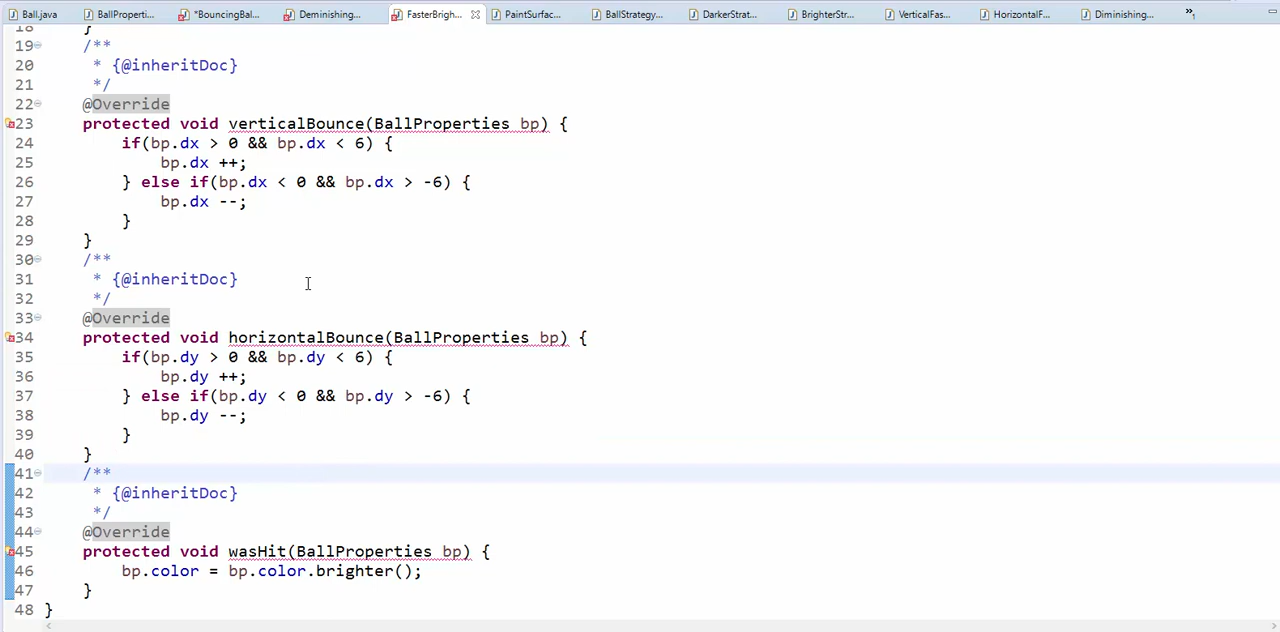 Ball.java BallProperti... *BouncingBal... Deminishing... FasterBrigh... PaintSurfac... BallStrategy... DarkerStrat... BrighterStr... VerticalFas... HorizontalF... Diminishing... »1
18 }
19 /**
20 * {@inheritDoc}
21 */
22 @Override
23 protected void verticalBounce(BallProperties bp) {
24 if(bp.dx > 0 && bp.dx < 6) {
25 bp.dx ++;
26 } else if(bp.dx < 0 && bp.dx > -6) {
27 bp.dx --;
28 }
29 }
30 /**
31 * {@inheritDoc}
32 */
33 @Override
34 protected void horizontalBounce(BallProperties bp) {
35 if(bp.dy > 0 && bp.dy < 6) {
36 bp.dy ++;
37 } else if(bp.dy < 0 && bp.dy > -6) {
38 bp.dy --;
39 }
40 }
41 /**
42 * {@inheritDoc}
43 */
44 @Override
45 protected void wasHit(BallProperties bp) {
46 bp.color = bp.color.brighter();
47 }
48 }